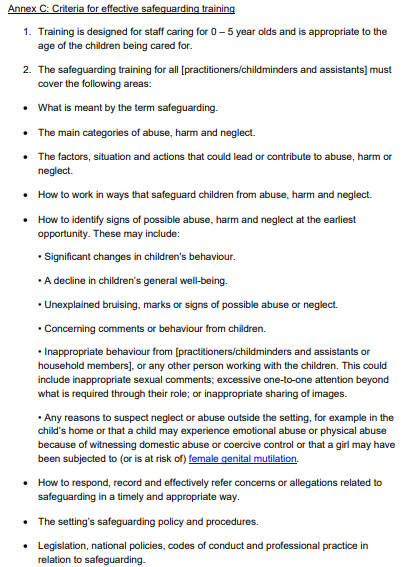 Annex C: Criteria for effective safeguarding training
1. Training is designed for staff caring for 0 – 5 year olds and is appropriate to the
age of the children being cared for.
2. The safeguarding training for all [practitioners/childminders and assistants] must
cover the following areas:
• What is meant by the term safeguarding.
• The main categories of abuse, harm and neglect.
• The factors, situation and actions that could lead or contribute to abuse, harm or
neglect.
• How to work in ways that safeguard children from abuse, harm and neglect.
• How to identify signs of possible abuse, harm and neglect at the earliest
opportunity. These may include:
• Significant changes in children's behaviour.
• A decline in children's general well-being.
• Unexplained bruising, marks or signs of possible abuse or neglect.
• Concerning comments or behaviour from children.
• Inappropriate behaviour from [practitioners/childminders and assistants or
household members], or any other person working with the children. This could
include inappropriate sexual comments; excessive one-to-one attention beyond
what is required through their role; or inappropriate sharing of images.
• Any reasons to suspect neglect or abuse outside the setting, for example in the
child's home or that a child may experience emotional abuse or physical abuse
because of witnessing domestic abuse or coercive control or that a girl may have
been subjected to (or is at risk of) female genital mutilation.
• How to respond, record and effectively refer concerns or allegations related to
safeguarding in a timely and appropriate way.
• The setting's safeguarding policy and procedures.
• Legislation, national policies, codes of conduct and professional practice in
relation to safeguarding.